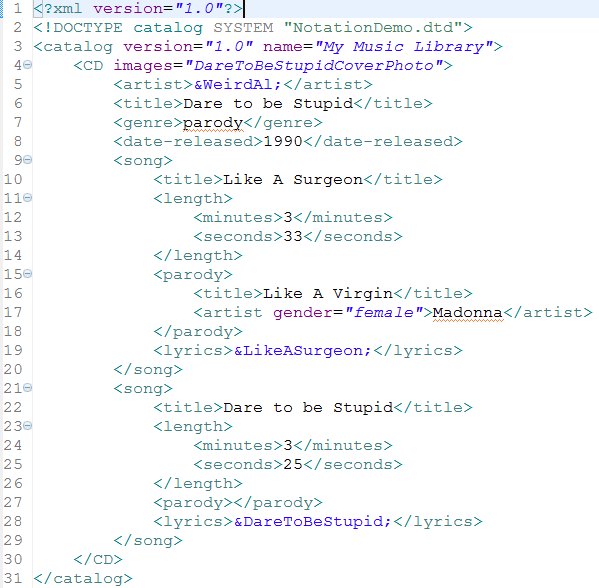 1 <?xml version="1.0"?>
2 <!DOCTYPE catalog SYSTEM "NotationDemo.dtd">
3 <catalog version="1.0" name="My Music Library">
4     <CD images="DareToBeStupidCoverPhoto">
5         <artist>&WeirdAl;</artist>
6         <title>Dare to be Stupid</title>
7         <genre>parody</genre>
8         <date-released>1990</date-released>
9         <song>
10             <title>Like A Surgeon</title>
11             <length>
12                 <minutes>3</minutes>
13                 <seconds>33</seconds>
14             </length>
15             <parody>
16                 <title>Like A Virgin</title>
17                 <artist gender="female">Madonna</artist>
18             </parody>
19             <lyrics>&LikeASurgeon;</lyrics>
20         </song>
21         <song>
22             <title>Dare to be Stupid</title>
23             <length>
24                 <minutes>3</minutes>
25                 <seconds>25</seconds>
26             </length>
27             <parody></parody>
28             <lyrics>&DareToBeStupid;</lyrics>
29         </song>
30     </CD>
31 </catalog>